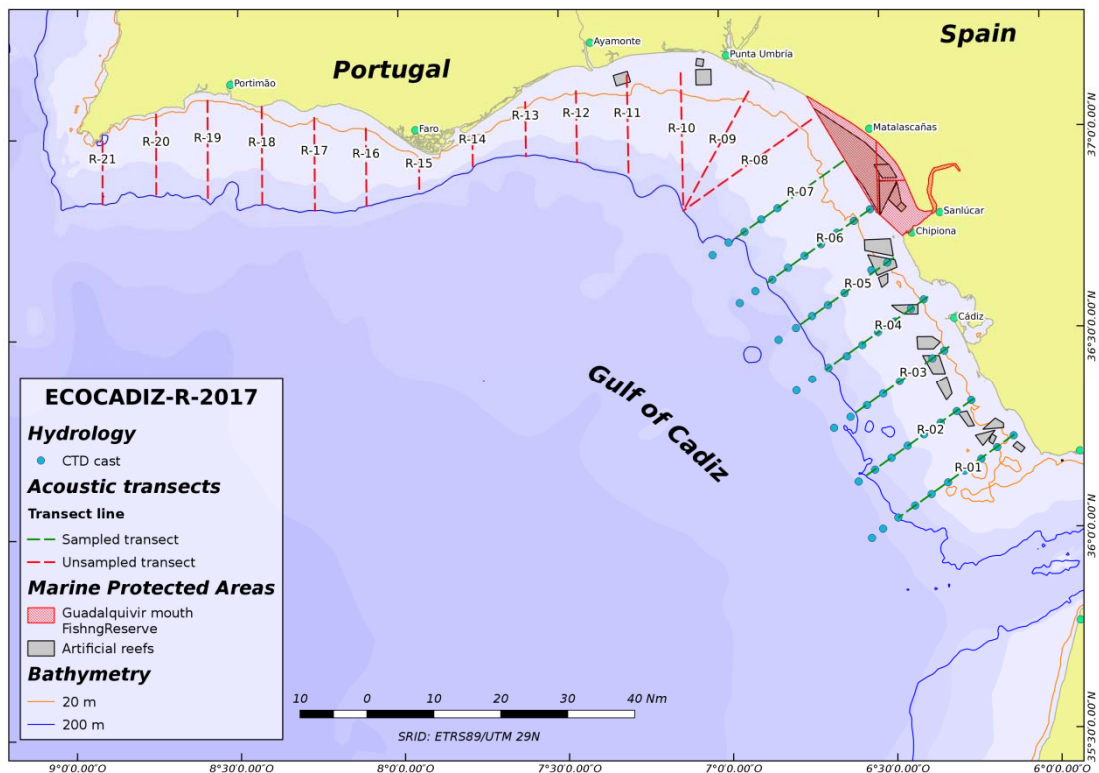 Spain
Portugal
Ayamonte
Punta Umbría
Portimão
Faro
Matalascañas
Sanlúcar
Chipiona
Cádiz
R-21
R-20
R-19
R-18
R-17
R-16
R-15
R-14
R-13
R-12
R-11
R-10
R-09
R-08
R-07
R-06
R-05
R-04
R-03
R-02
R-01
Gulf of Cadiz
ECOCADIZ-R-2017
Hydrology
CTD cast
Acoustic transects
Transect line
Sampled transect
Unsampled transect
Marine Protected Areas
Guadalquivir mouth
FishngReserve
Artificial reefs
Bathymetry
20 m
200 m
10 0 10 20 30 40 Nm
SRID: ETRS89/UTM 29N
37°0'0.00"N
36°30'0.00"N
36°0'0.00"N
35°30'0.00"N
9°0'0.00"O
8°30'0.00"O
8°0'0.00"O
7°30'0.00"O
7°0'0.00"O
6°30'0.00"O
6°0'0.00"O